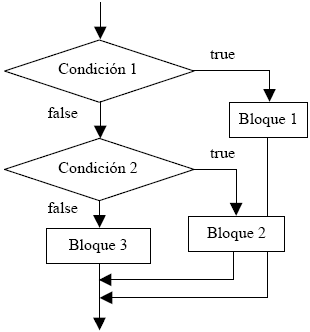 true
Condición 1
false
Bloque 1
true
Condición 2
false
Bloque 2
Bloque 3